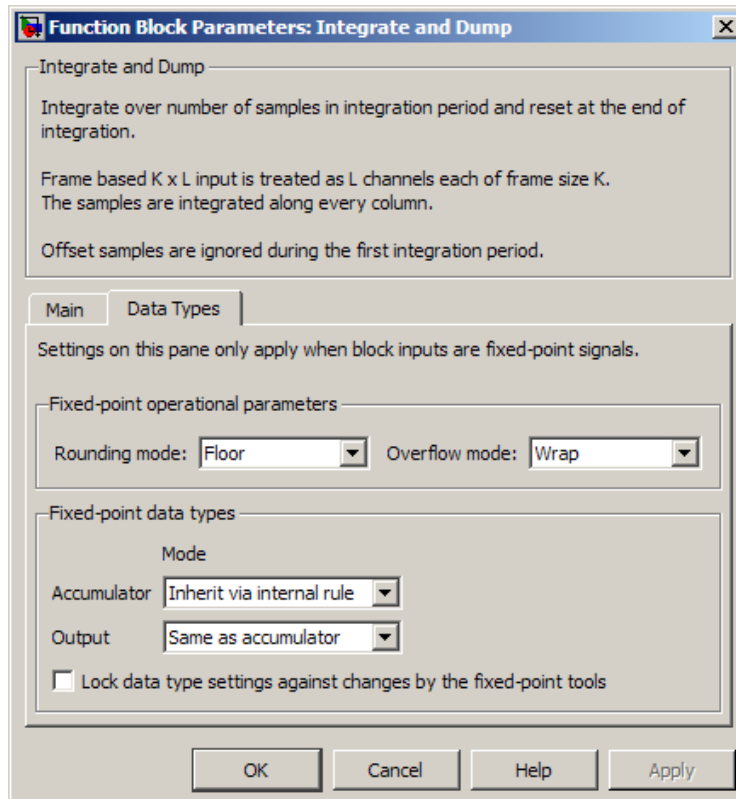 Function Block Parameters: Integrate and Dump
Integrate and Dump
Integrate over number of samples in integration period and reset at the end of
integration.
Frame based K x L input is treated as L channels each of frame size K.
The samples are integrated along every column.
Offset samples are ignored during the first integration period.
Main Data Types
Settings on this pane only apply when block inputs are fixed-point signals.
Fixed-point operational parameters
Rounding mode: Floor Overflow mode: Wrap
Fixed-point data types
Mode
Accumulator Inherit via internal rule
Output Same as accumulator
Lock data type settings against changes by the fixed-point tools
OK Cancel Help Apply